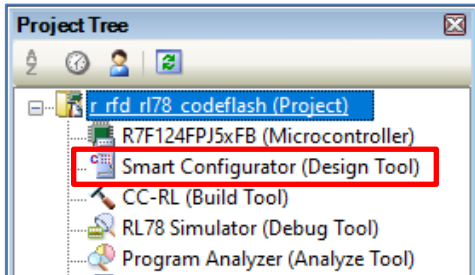 Project Tree
r_rfd_rl78_codeflash (Project)
R7F124FPJ5xFB (Microcontroller)
Smart Configurator (Design Tool)
CC-RL (Build Tool)
RL78 Simulator (Debug Tool)
Program Analyzer (Analyze Tool)